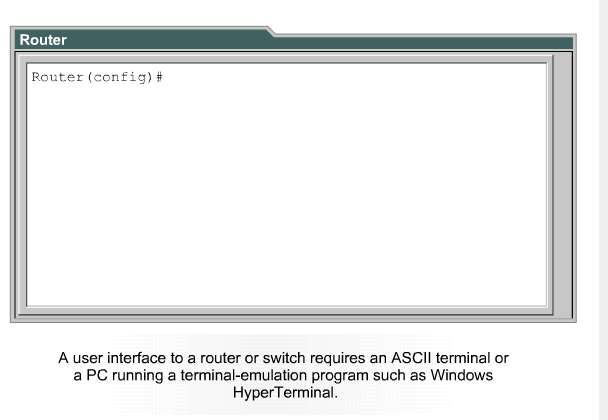 Router
Router(config)#
A user interface to a router or switch requires an ASCII terminal or
a PC running a terminal-emulation program such as Windows
HyperTerminal.